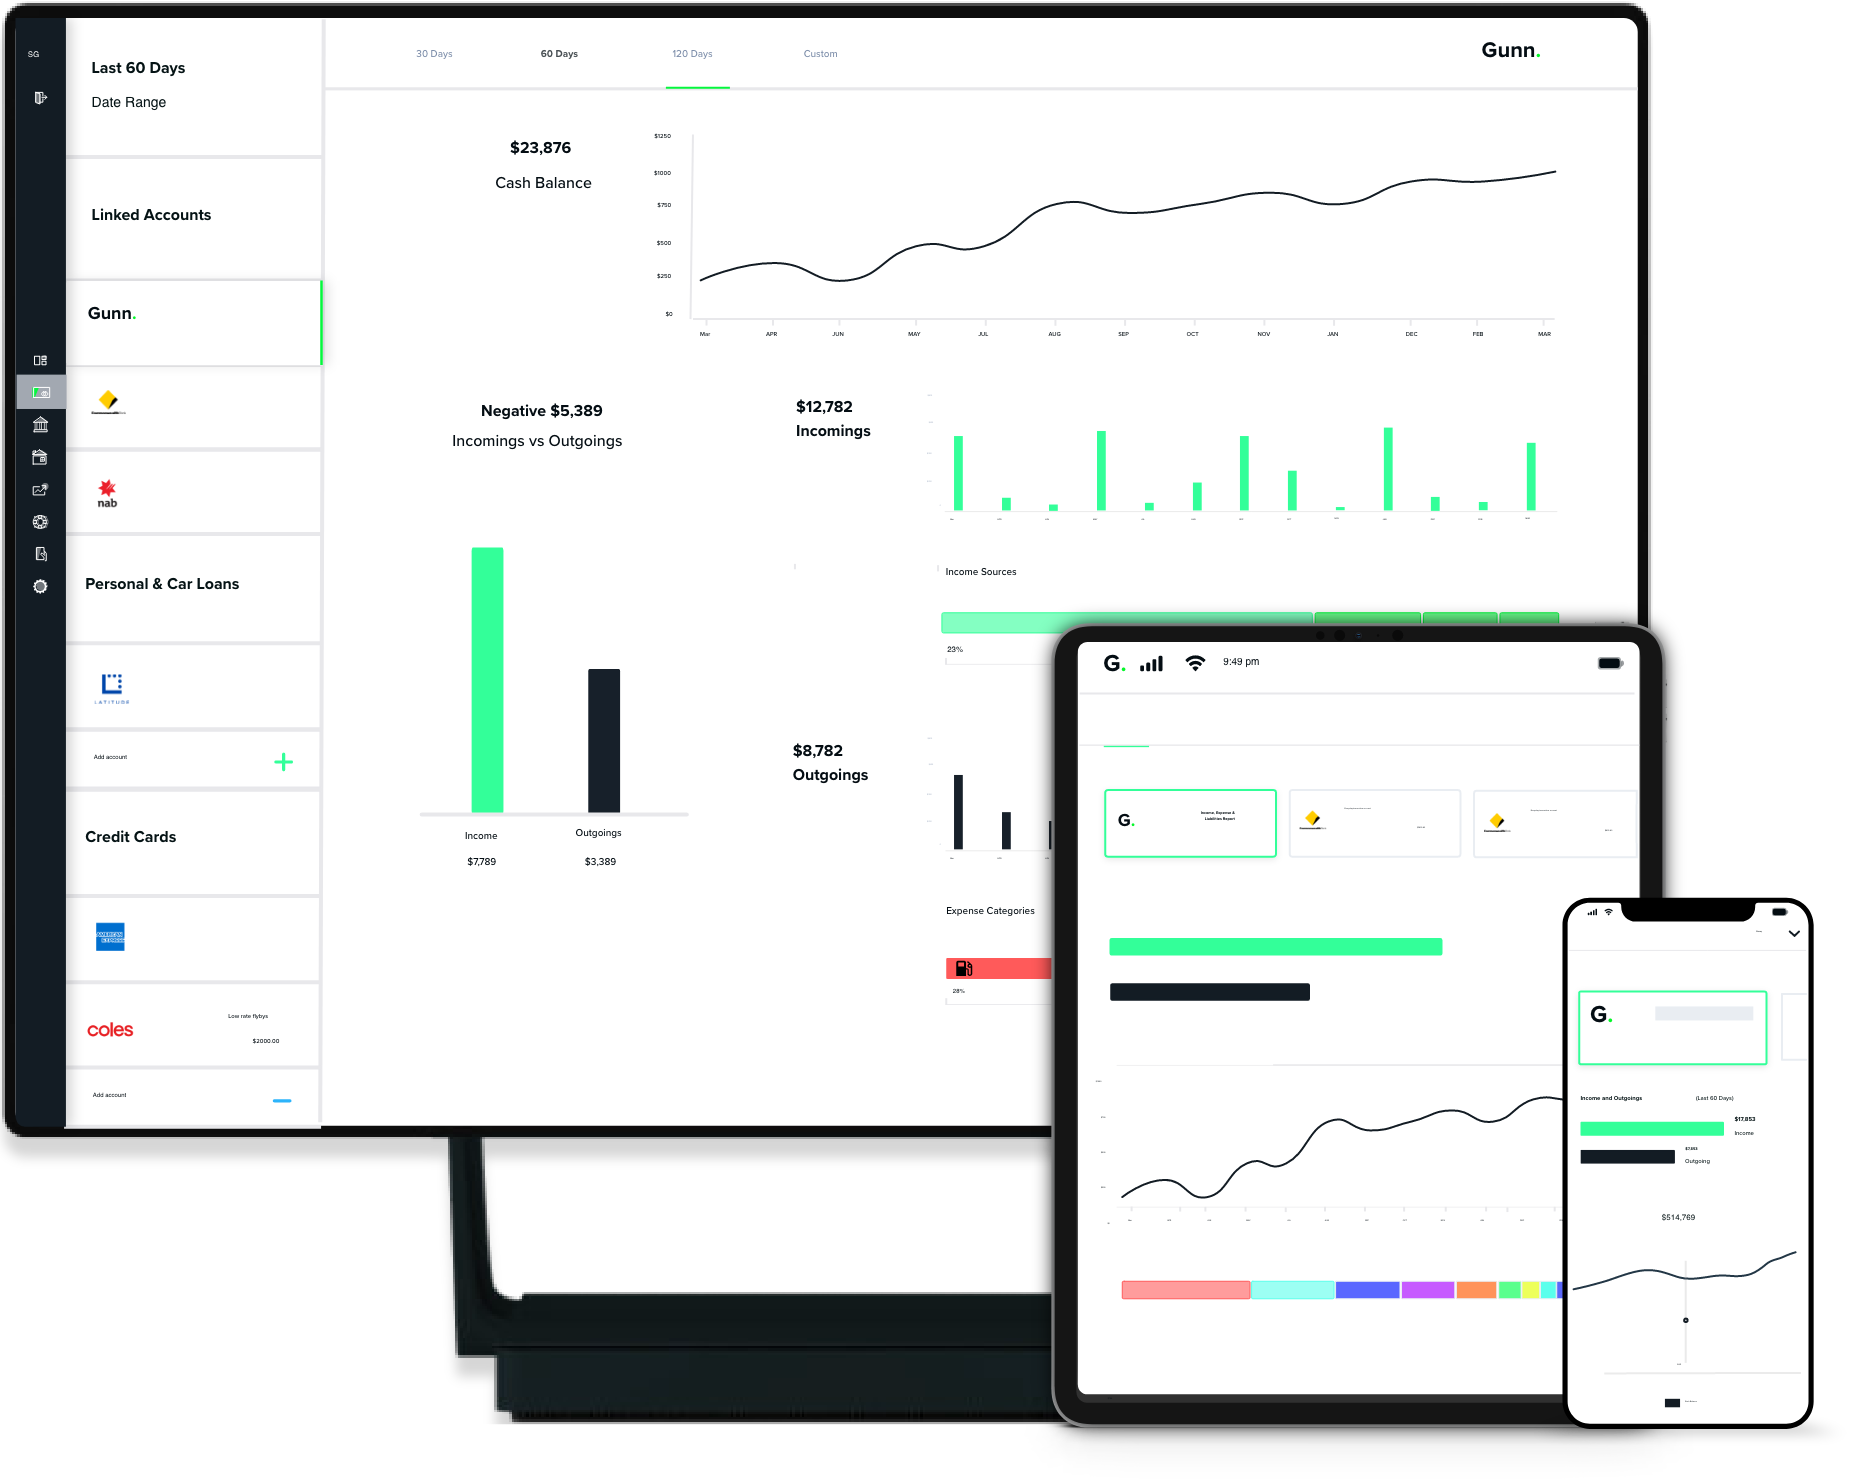 SG
Last 60 Days
Date Range
Linked Accounts
Gunn.
nab
Personal & Car Loans
LATITUDE
Add account
Credit Cards
AMERICAN
EXPRESS
coles
Low rate flybys
$2000.00
Add account
30 Days
60 Days
120 Days
Custom
Gunn.
$23,876
Cash Balance
$1250
$1000
$750
$500
$250
$0
Mar
APR
JUN
MAY
JUL
AUG
SEP
OCT
NOV
JAN
DEC
FEB
MAR
Negative $5,389
Incomings vs Outgoings
Income
$7,789
Outgoings
$3,389
$12,782
Incomings
Income Sources
23%
$8,782
Outgoings
Expense Categories
28%
G.
9:49 pm
G.
Income, Expense &
Liabilities Report
G.
Income and Outgoings
(Last 60 Days)
$17,853
Income
Outgoing
$514,769